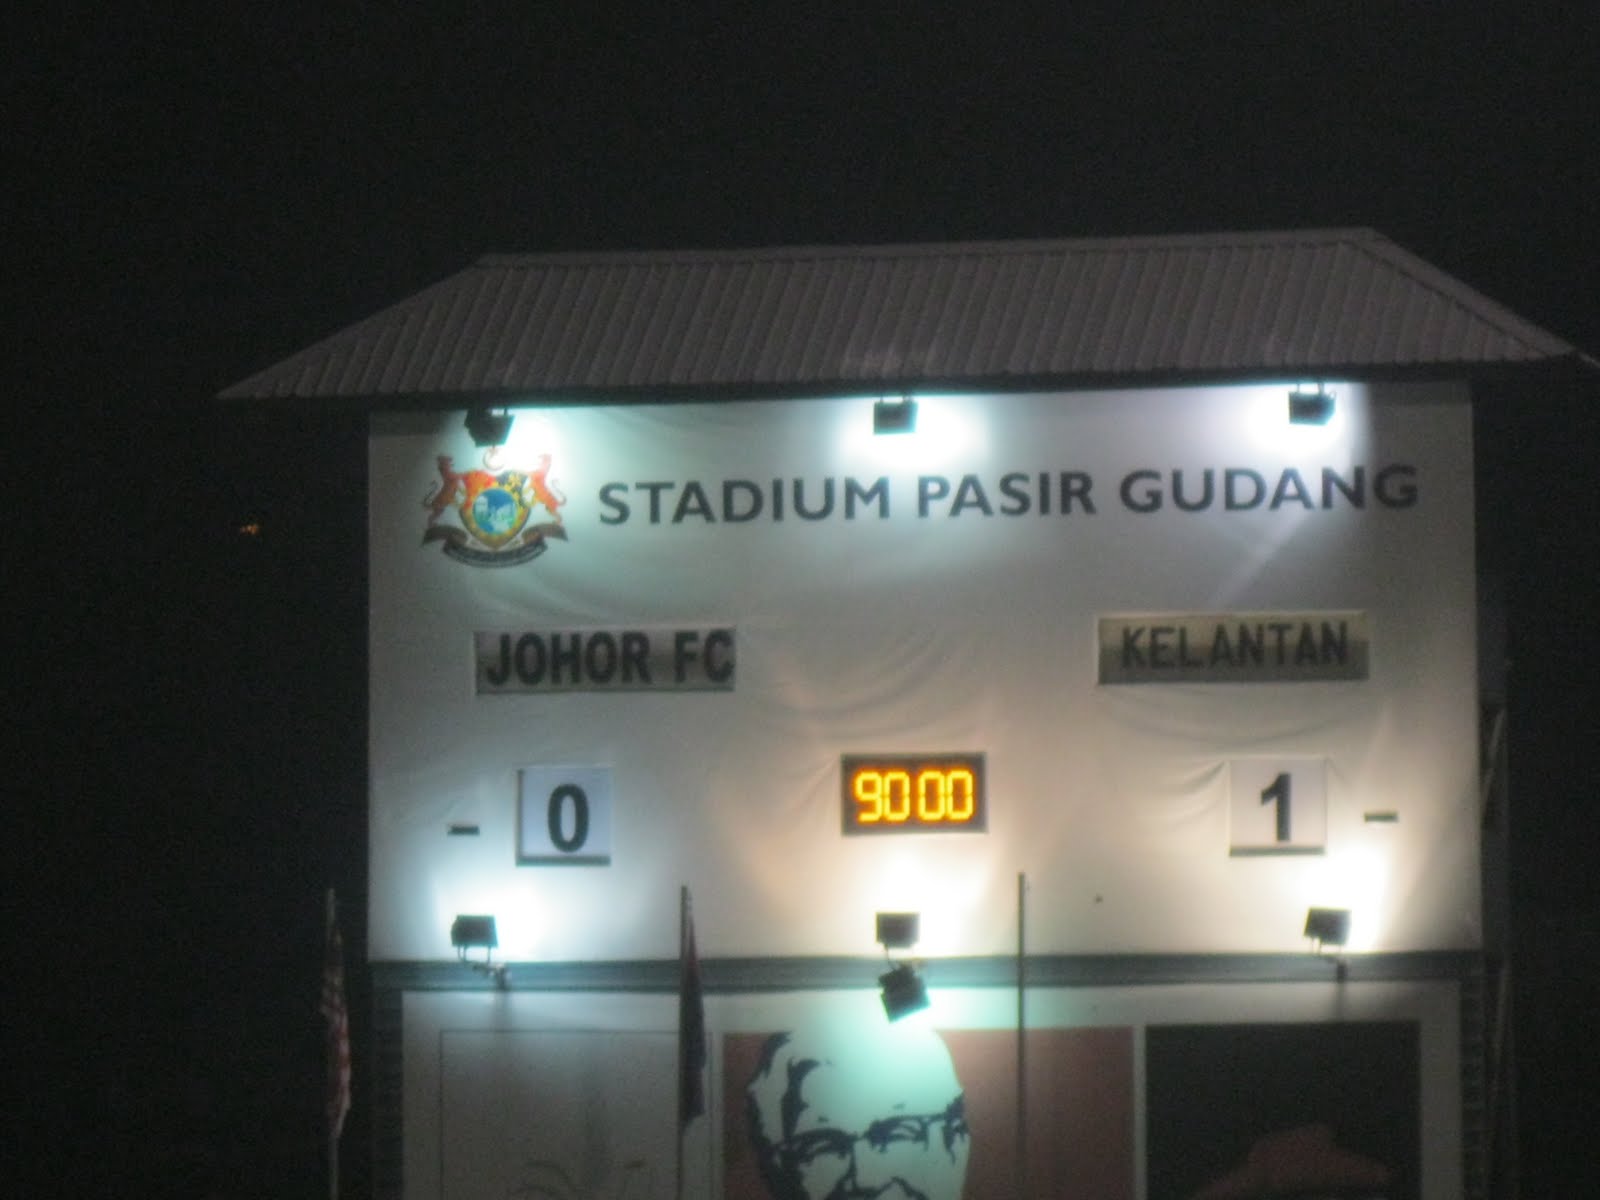 STADIUM PASIR GUDANG
JOHOR FC
KELANTAN
- 0
90 00
1 -